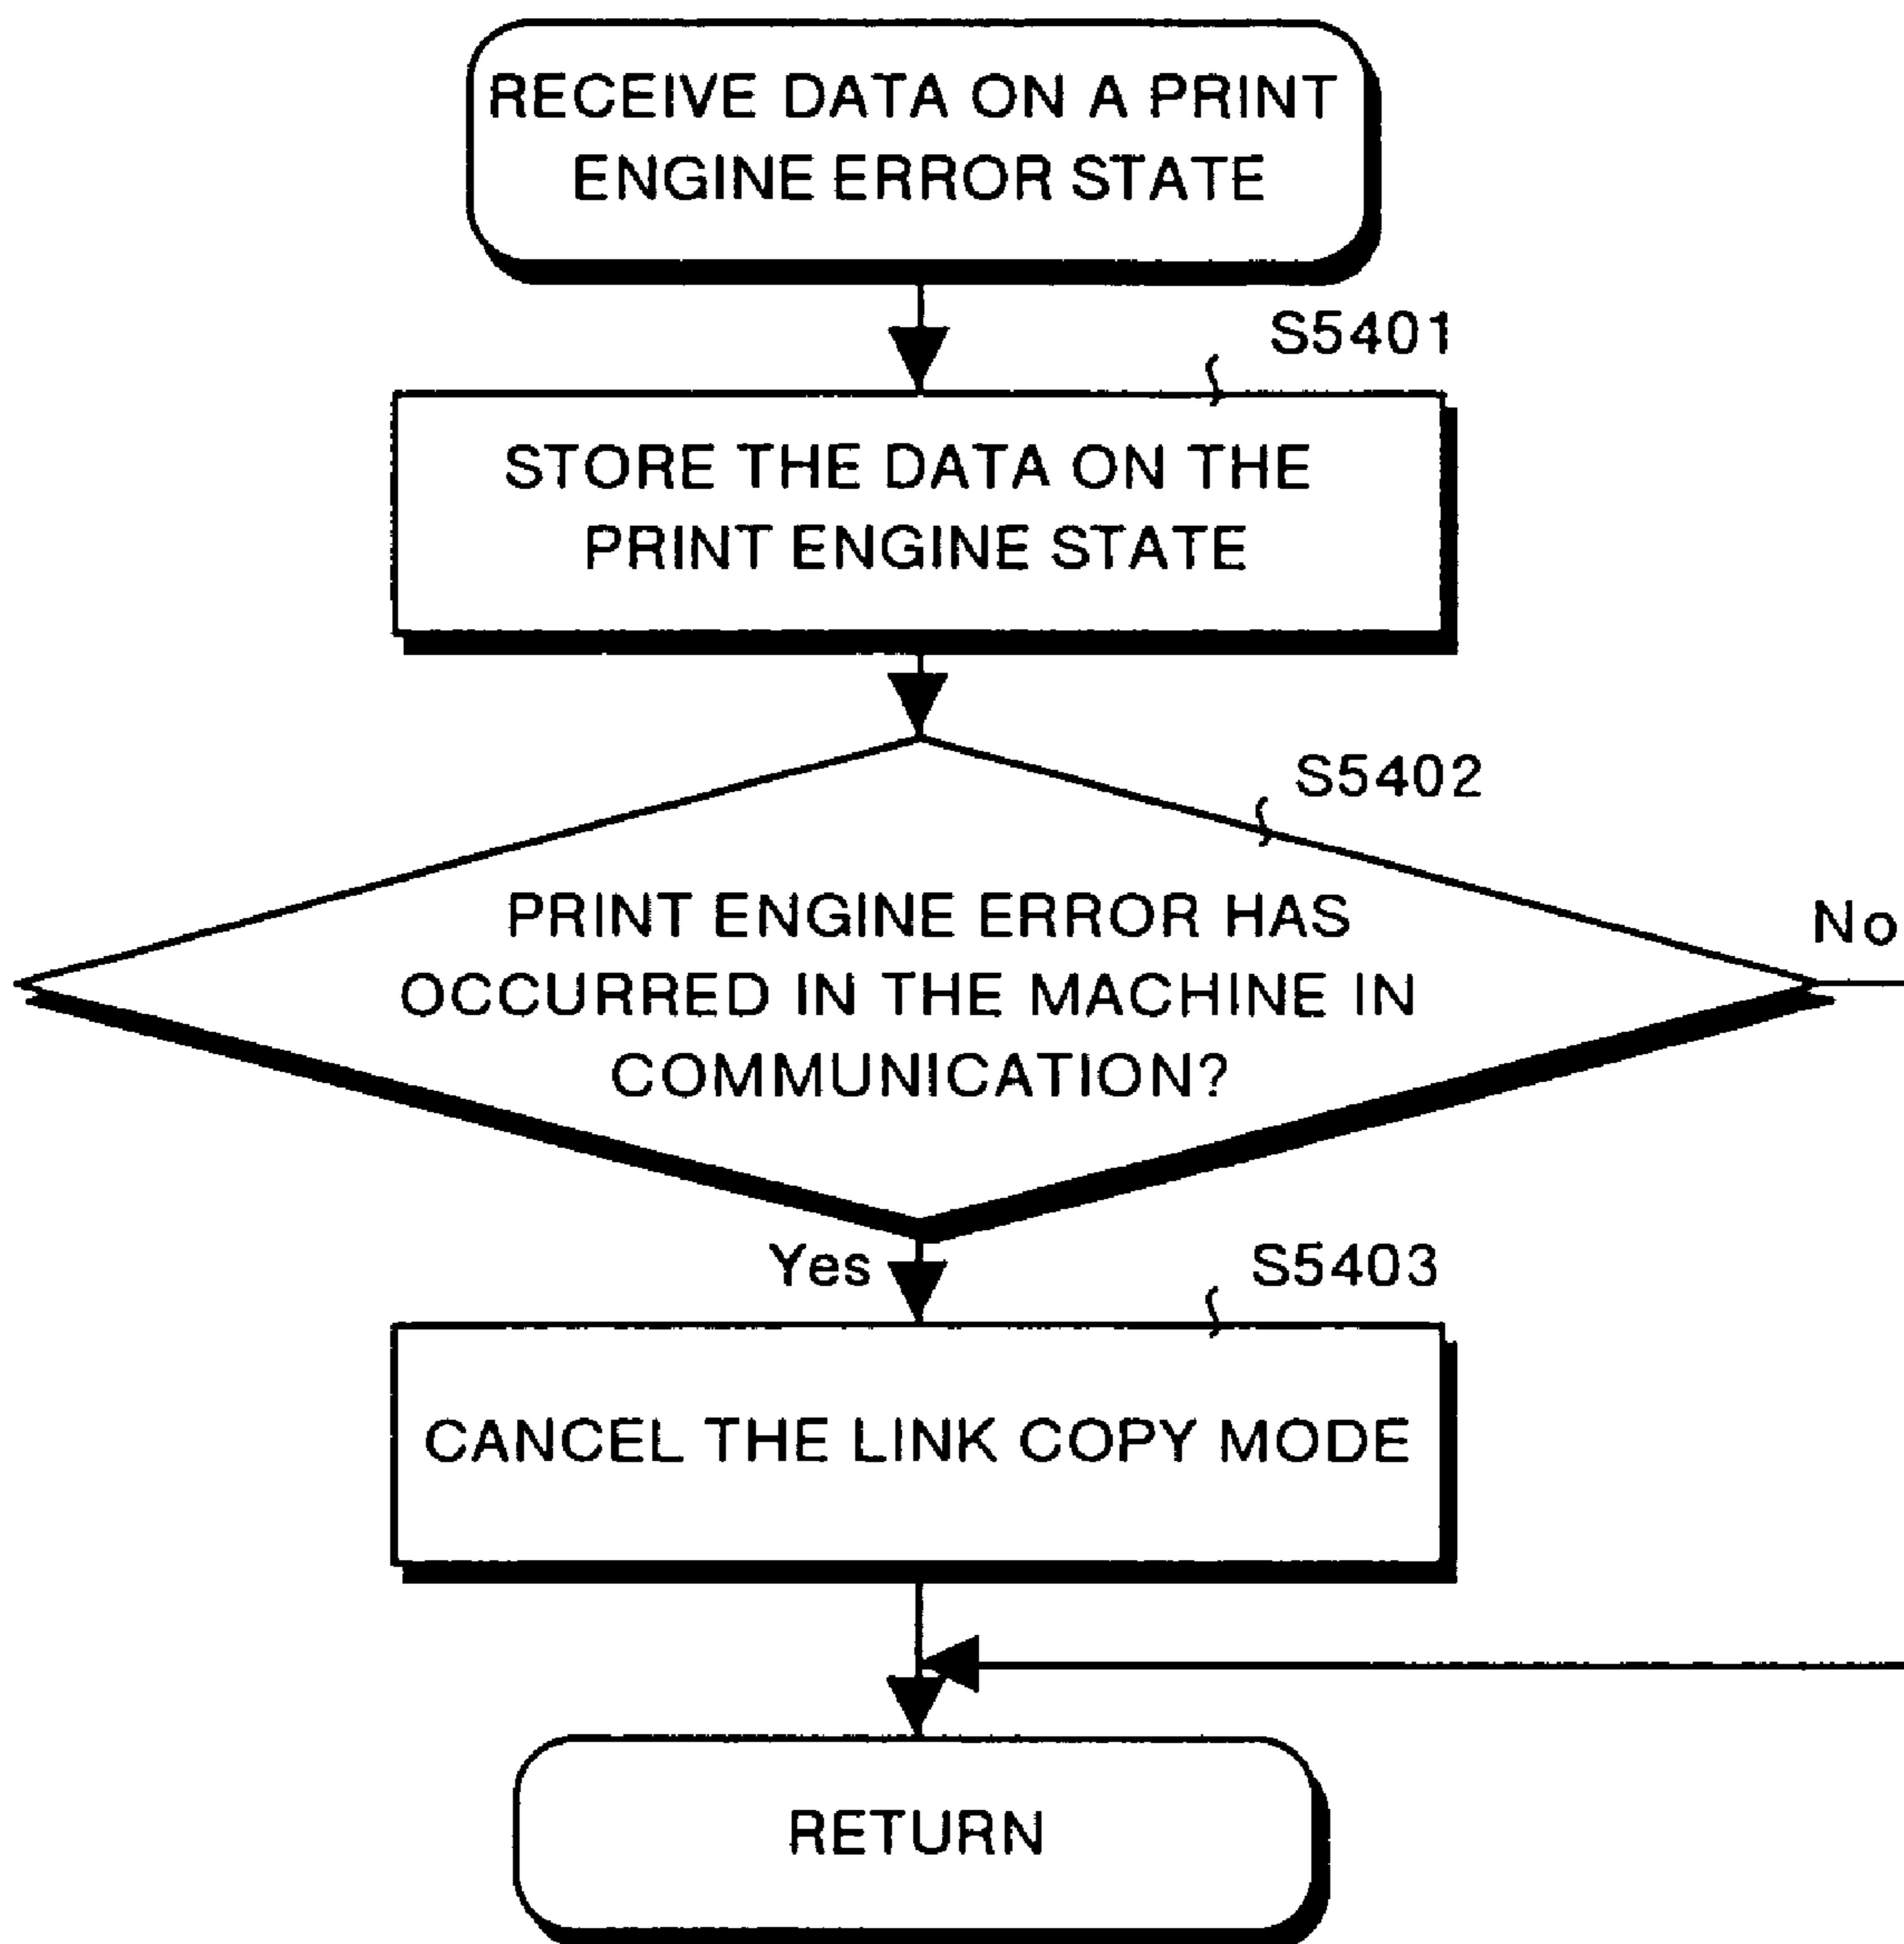 RECEIVE DATA ON A PRINT
ENGINE ERROR STATE
S5401
STORE THE DATA ON THE
PRINT ENGINE STATE
S5402
PRINT ENGINE ERROR HAS
OCCURRED IN THE MACHINE IN
COMMUNICATION?
No
Yes
S5403
CANCEL THE LINK COPY MODE
RETURN